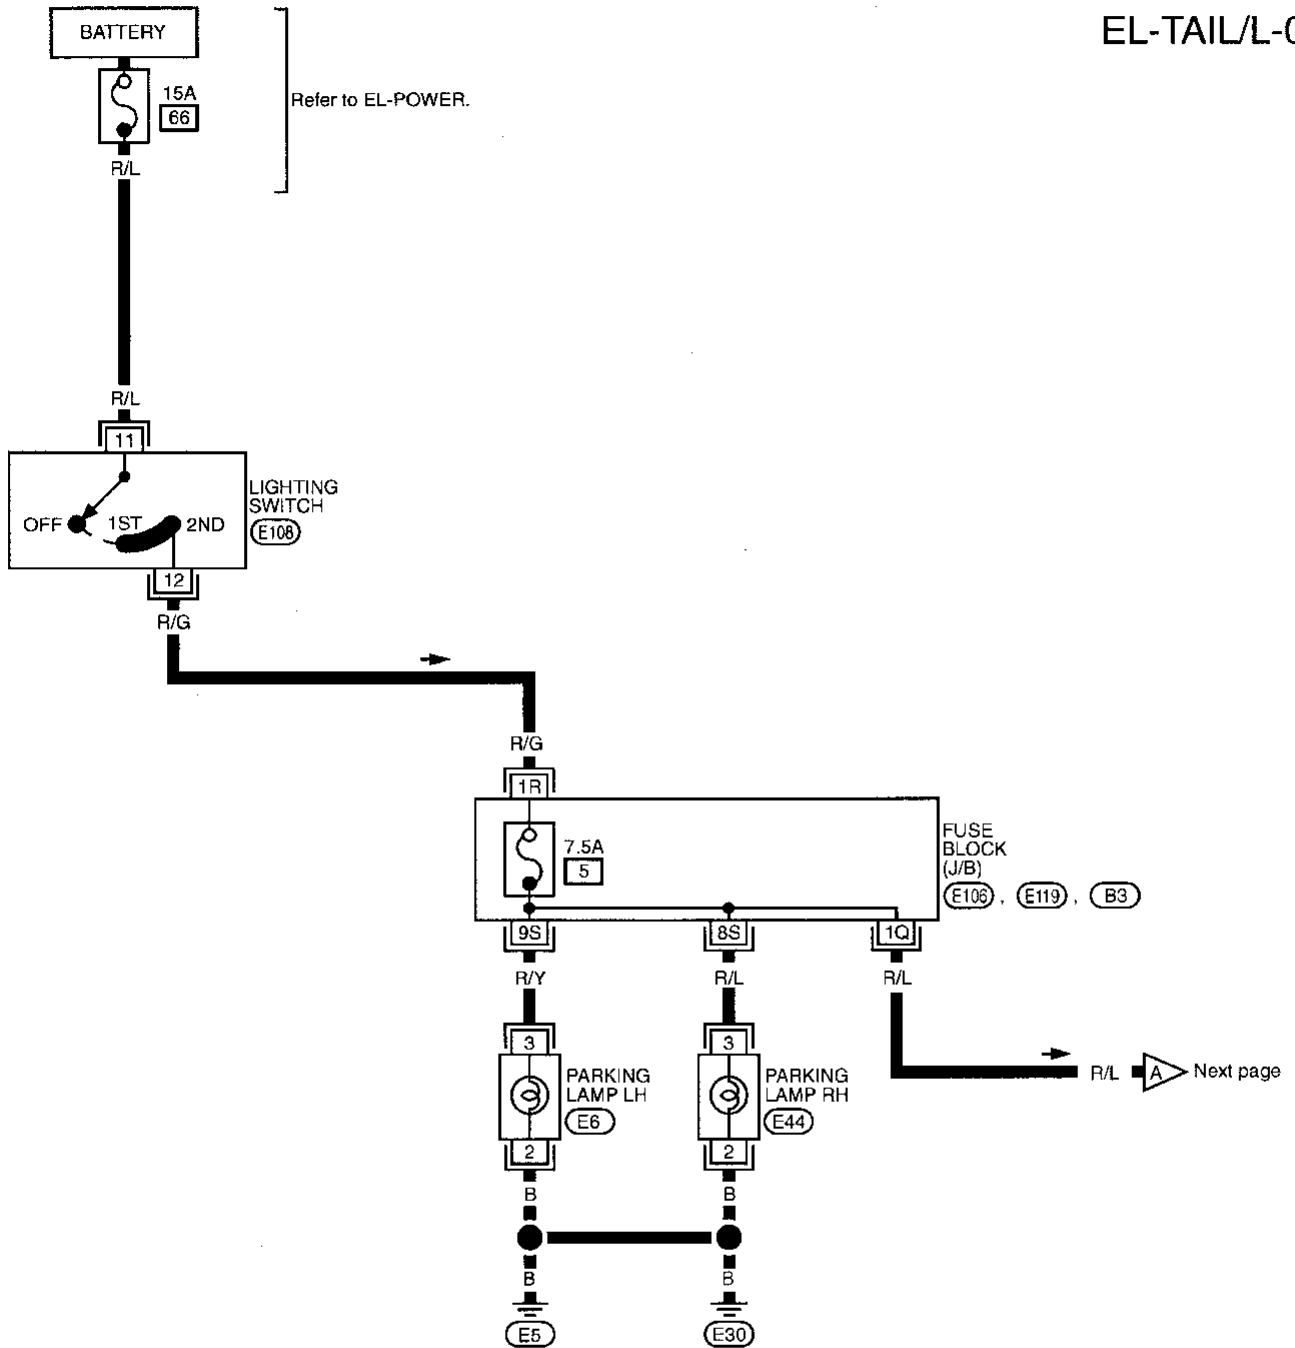 EL-TAIL/L-0
BATTERY
15A
66
Refer to EL-POWER.
R/L
R/L
11
LIGHTING
SWITCH
E108
OFF
1ST
2ND
12
R/G
R/G
1R
7.5A
5
FUSE
BLOCK
(J/B)
E106 , E119 , B3
9S
8S
1Q
R/Y
R/L
R/L
3
3
PARKING
LAMP LH
E6
PARKING
LAMP RH
E44
R/L
A
Next page
2
2
B
B
B
B
E5
E30